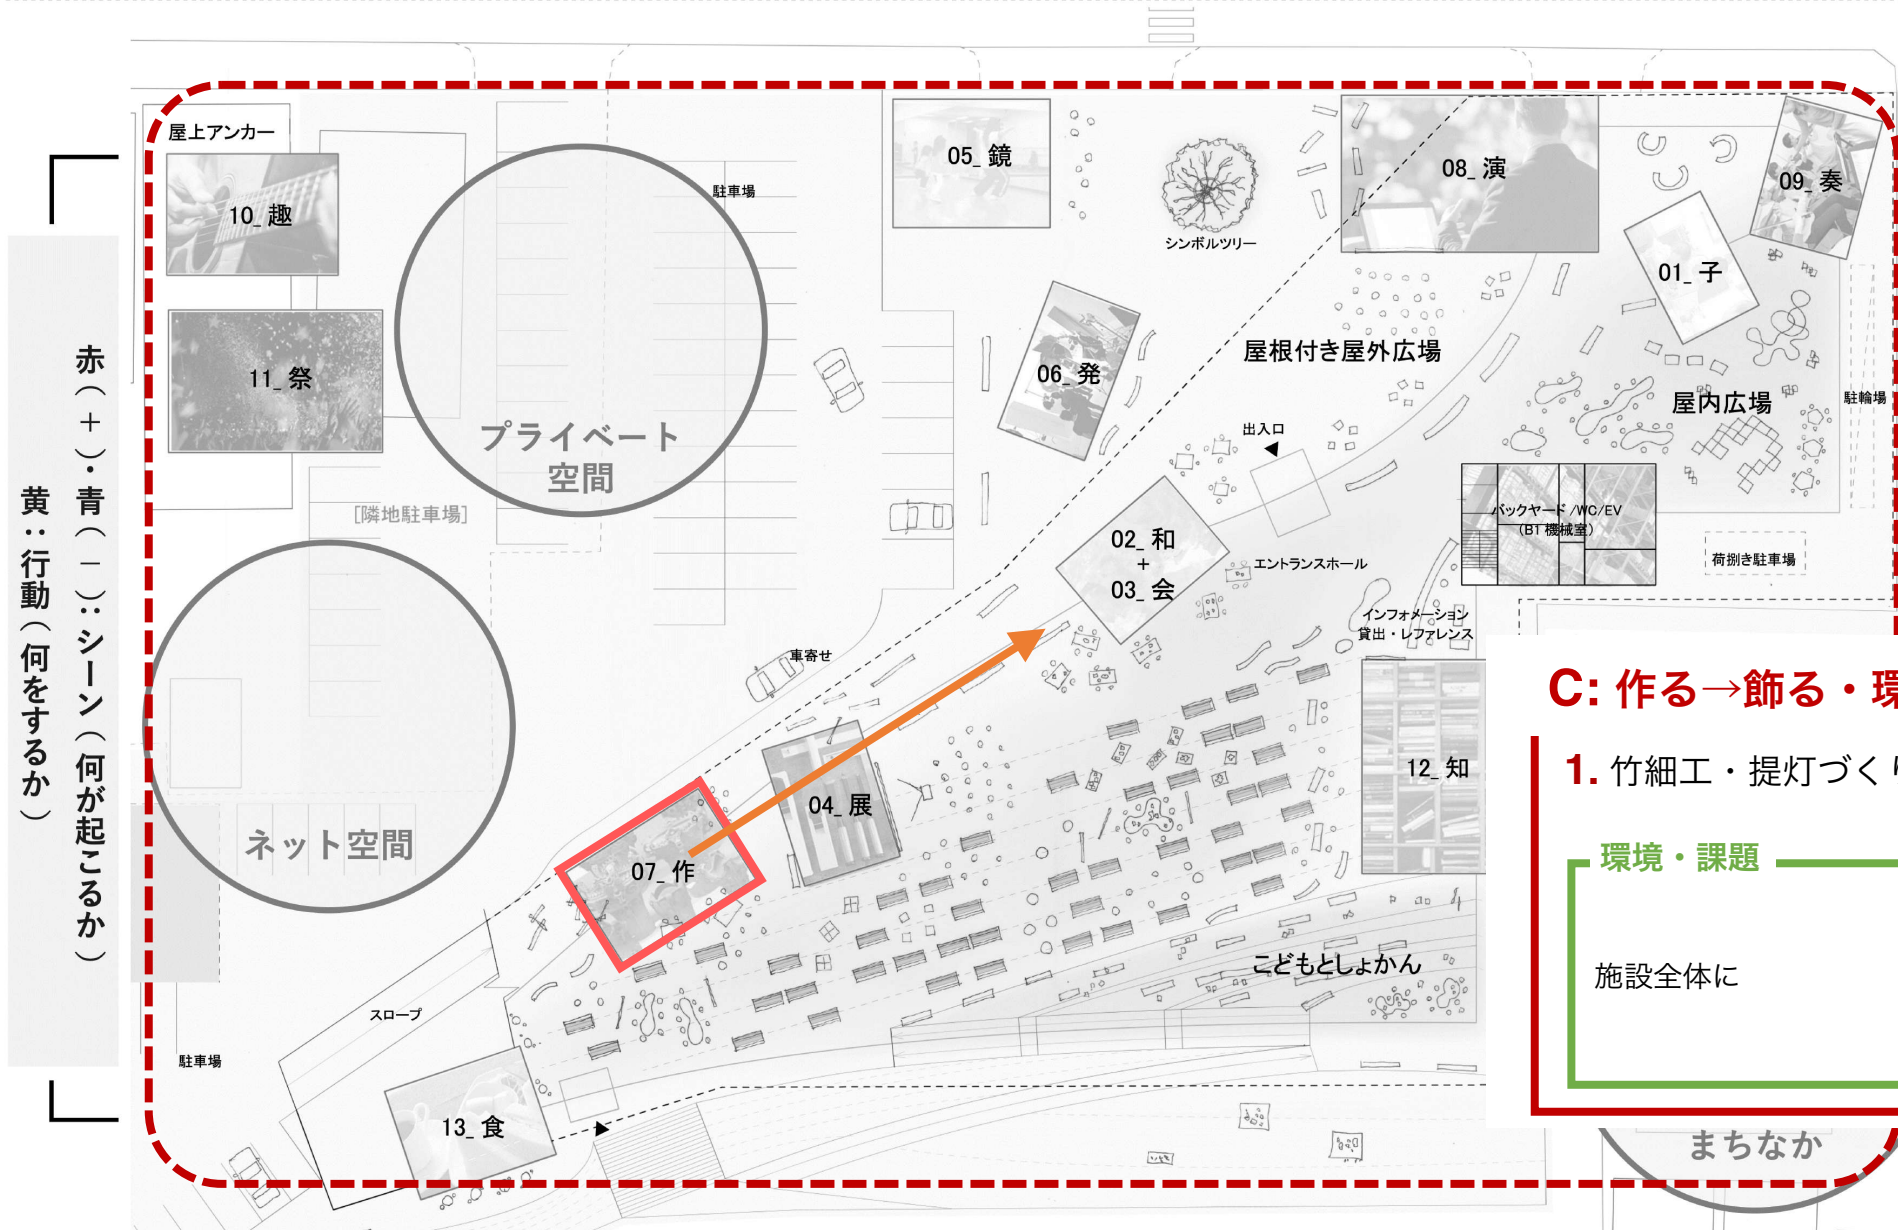 赤(+)・青(−):シーン(何が起こるか)
黄:行動(何をするか)
屋上アンカー
10_趣
11_祭
プライベート
空間
駐車場
[隣地駐車場]
ネット空間
05_鏡
シンボルツリー
08_演
09_奏
01_子
06_発
屋根付き屋外広場
屋内広場
駐輪場
出入口
バックヤード/WC/EV
(B1 機械室)
荷捌き駐車場
02_和
+
03_会
エントランスホール
インフォメーション
貸出・レファレンス
車寄せ
04_展
07_作
12_知
こどもとしょかん
スロープ
駐車場
13_食
C: 作る→飾る・環
1. 竹細工・提灯づくり
環境・課題
施設全体に
まちなか